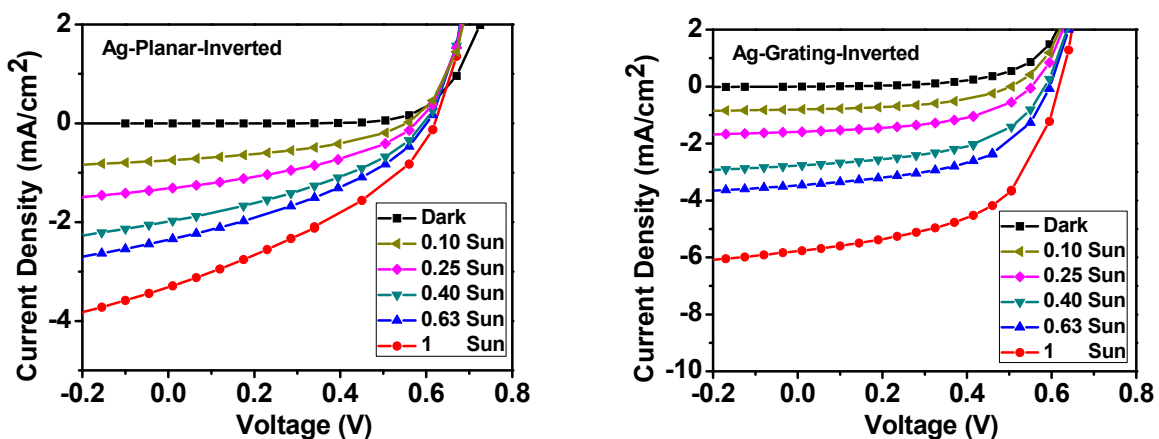 Ag-Planar-Inverted
Current Density (mA/cm²)
2
0
-2
-4
Dark
0.10 Sun
0.25 Sun
0.40 Sun
0.63 Sun
1 Sun
-0.2 0.0 0.2 0.4 0.6 0.8
Voltage (V)
Ag-Grating-Inverted
Current Density (mA/cm²)
2
0
-2
-4
-6
-8
-10
Dark
0.10 Sun
0.25 Sun
0.40 Sun
0.63 Sun
1 Sun
-0.2 0.0 0.2 0.4 0.6 0.8
Voltage (V)